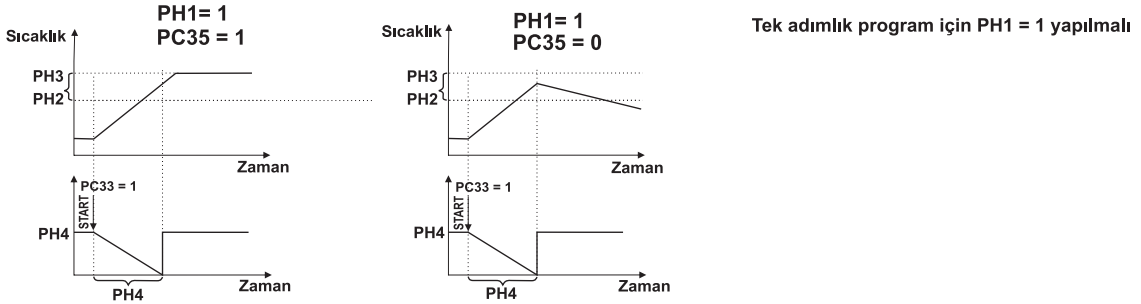 PH1= 1
PC35 = 1
Sıcaklık
PH3
PH2
Zaman
PC33 = 1
START
PH4
Zaman
PH4
PH1= 1
PC35 = 0
Sıcaklık
PH3
PH2
Zaman
PC33 = 1
START
PH4
Zaman
PH4
Tek adımlık program için PH1 = 1 yapılmalı